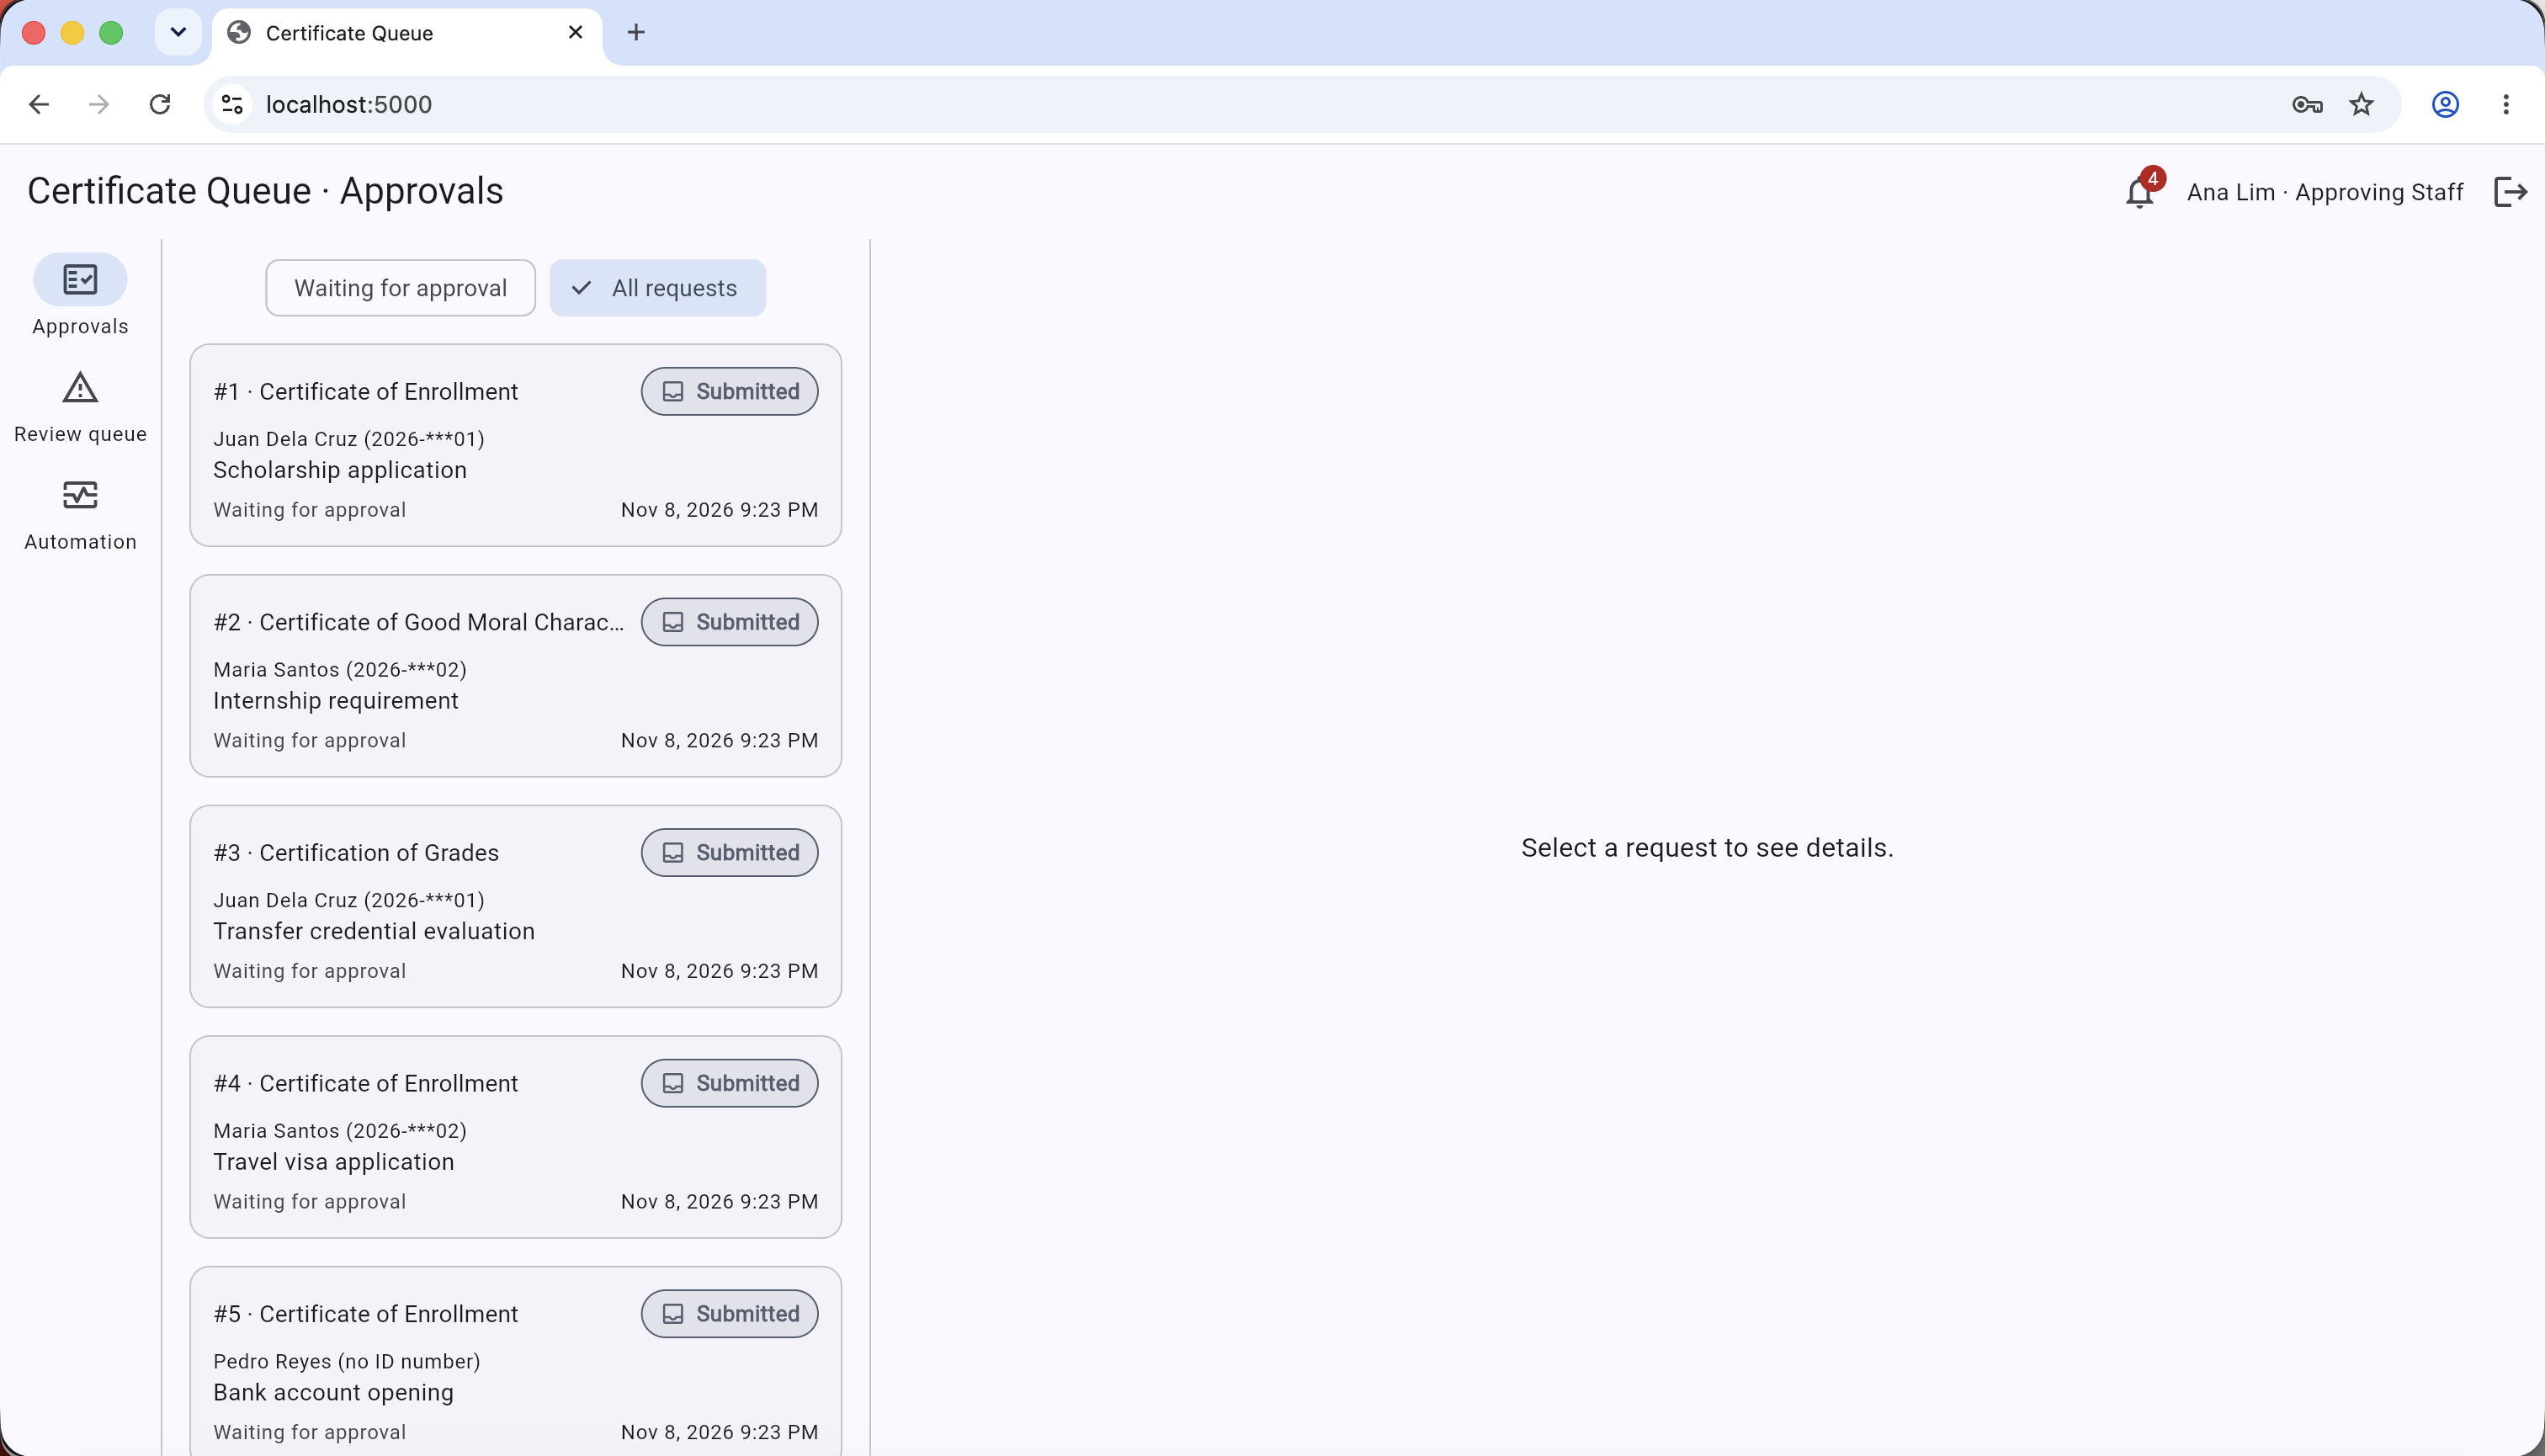 Certificate Queue
localhost:5000
Certificate Queue · Approvals
4
Ana Lim · Approving Staff
Approvals
Review queue
Automation
Waiting for approval
All requests
#1 · Certificate of Enrollment
Submitted
Juan Dela Cruz (2026-***01)
Scholarship application
Waiting for approval
Nov 8, 2026 9:23 PM
#2 · Certificate of Good Moral Charac...
Submitted
Maria Santos (2026-***02)
Internship requirement
Waiting for approval
Nov 8, 2026 9:23 PM
#3 · Certification of Grades
Submitted
Juan Dela Cruz (2026-***01)
Transfer credential evaluation
Waiting for approval
Nov 8, 2026 9:23 PM
#4 · Certificate of Enrollment
Submitted
Maria Santos (2026-***02)
Travel visa application
Waiting for approval
Nov 8, 2026 9:23 PM
#5 · Certificate of Enrollment
Submitted
Pedro Reyes (no ID number)
Bank account opening
Waiting for approval
Nov 8, 2026 9:23 PM
Select a request to see details.